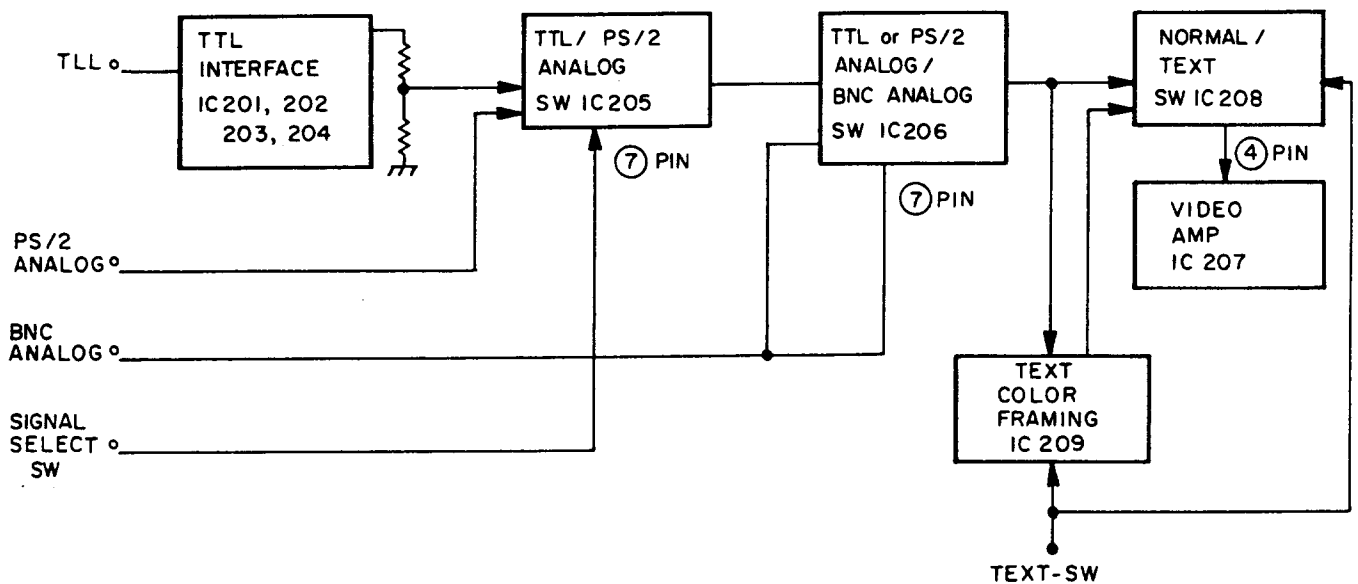 TLL
TTL
INTERFACE
IC201, 202
203, 204
TTL/ PS/2
ANALOG
SW IC205
7 PIN
TTL or PS/2
ANALOG/
BNC ANALOG
SW IC206
7 PIN
NORMAL/
TEXT
SW IC208
4 PIN
VIDEO
AMP
IC 207
PS/2
ANALOG
BNC
ANALOG
SIGNAL
SELECT
SW
TEXT
COLOR
FRAMING
IC 209
TEXT-SW